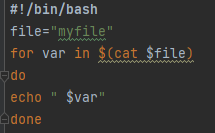 #!/bin/bash
file="myfile"
for var in $(cat $file)
do
echo " $var"
done